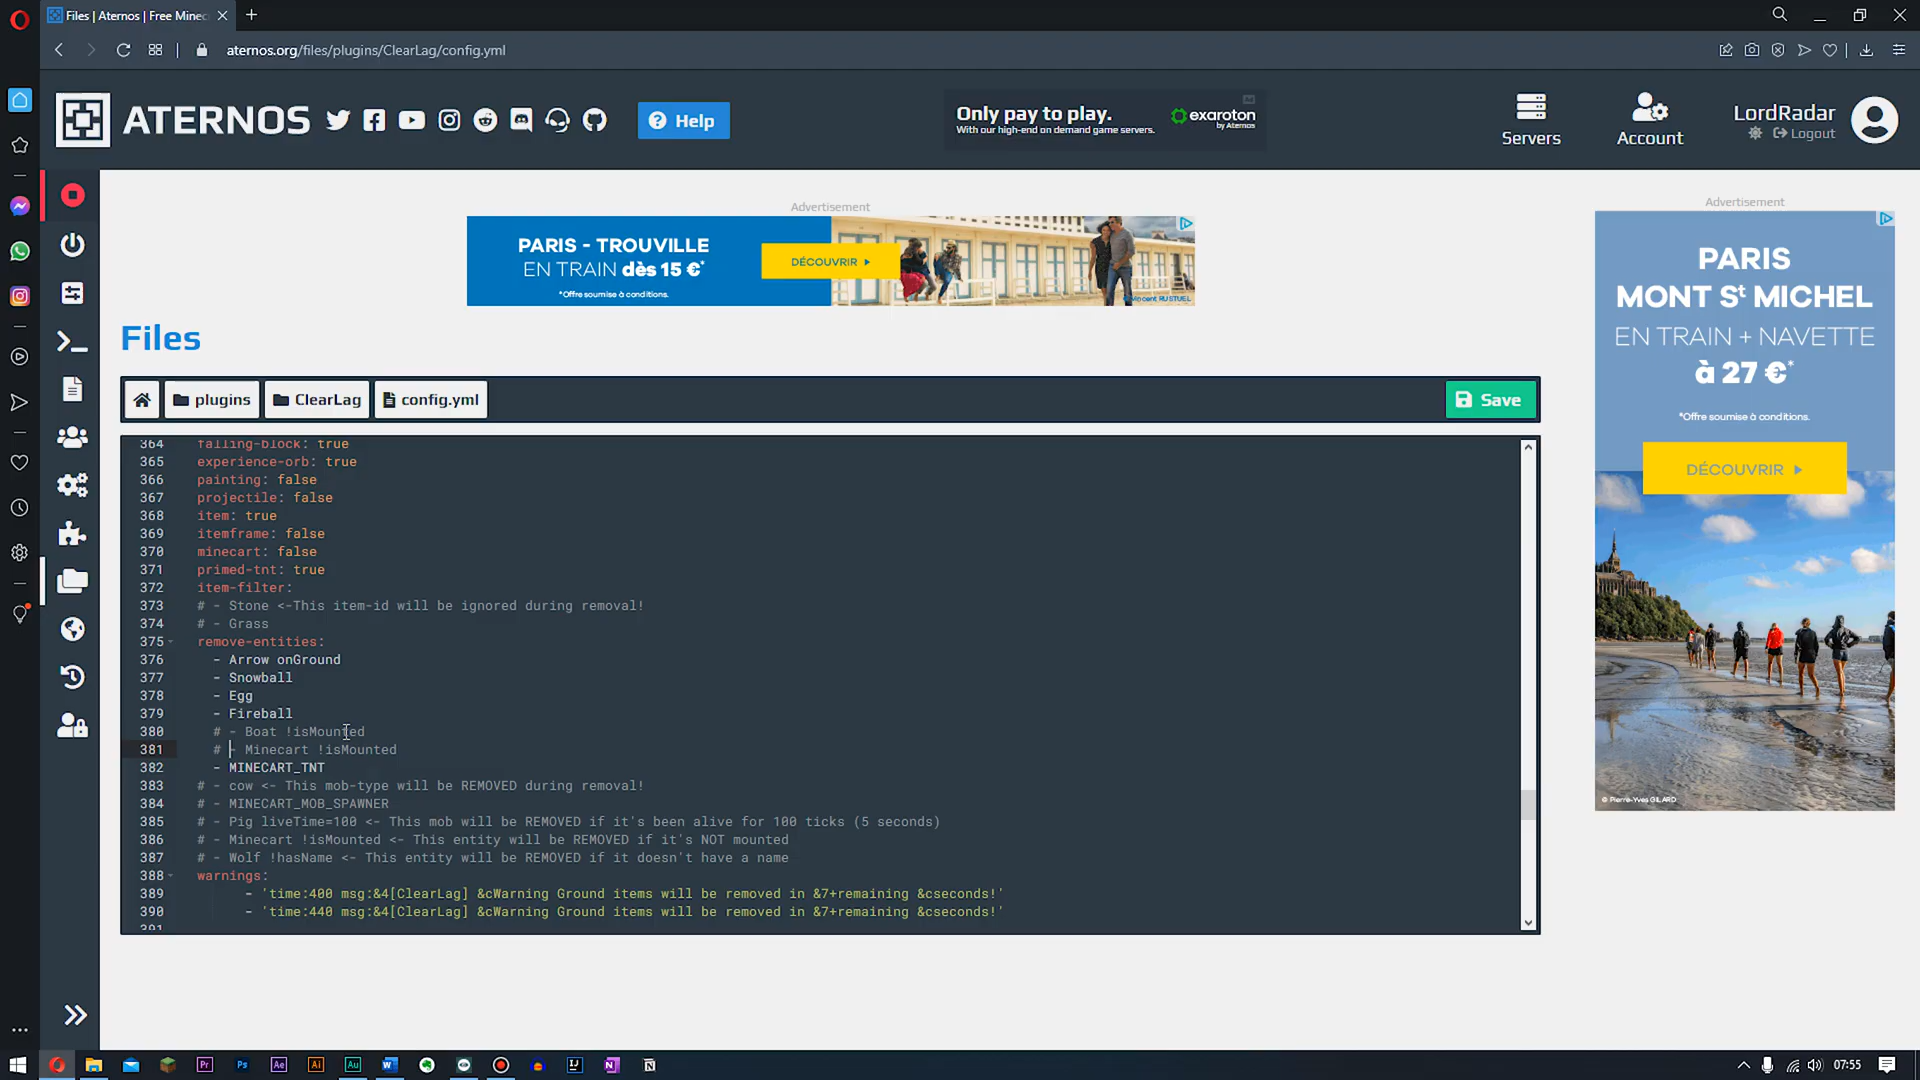 Files | Aternos | Free Minec
aternos.org/files/plugins/ClearLag/config.yml
ATERNOS
Help
Only pay to play.
With our high-end on demand game servers.
exaroton
by Aternos
Ad
Servers
Account
LordRadar
Logout
Advertisement
PARIS - TROUVILLE
EN TRAIN dès 15 €*
*Offre soumise à conditions.
DÉCOUVRIR
Advertisement
PARIS
MONT St MICHEL
EN TRAIN + NAVETTE
à 27 €*
*Offre soumise à conditions.
DÉCOUVRIR
© Pierre-Yves GILARD
Files
plugins
ClearLag
config.yml
Save
364 falling-block: true
365 experience-orb: true
366 painting: false
367 projectile: false
368 item: true
369 itemframe: false
370 minecart: false
371 primed-tnt: true
372 item-filter:
373 # - Stone <-This item-id will be ignored during removal!
374 # - Grass
375 remove-entities:
376 - Arrow onGround
377 - Snowball
378 - Egg
379 - Fireball
380 # - Boat !isMounted
381 # - Minecart !isMounted
382 - MINECART_TNT
383 # - cow <- This mob-type will be REMOVED during removal!
384 # - MINECART_MOB_SPAWNER
385 # - Pig liveTime=100 <- This mob will be REMOVED if it's been alive for 100 ticks (5 seconds)
386 # - Minecart !isMounted <- This entity will be REMOVED if it's NOT mounted
387 # - Wolf !hasName <- This entity will be REMOVED if it doesn't have a name
388 warnings:
389 - 'time:400 msg:&4[ClearLag] &cWarning Ground items will be removed in &7+remaining &cseconds!'
390 - 'time:440 msg:&4[ClearLag] &cWarning Ground items will be removed in &7+remaining &cseconds!'
391
Pr
Ps
Ae
Ai
Au
07:55